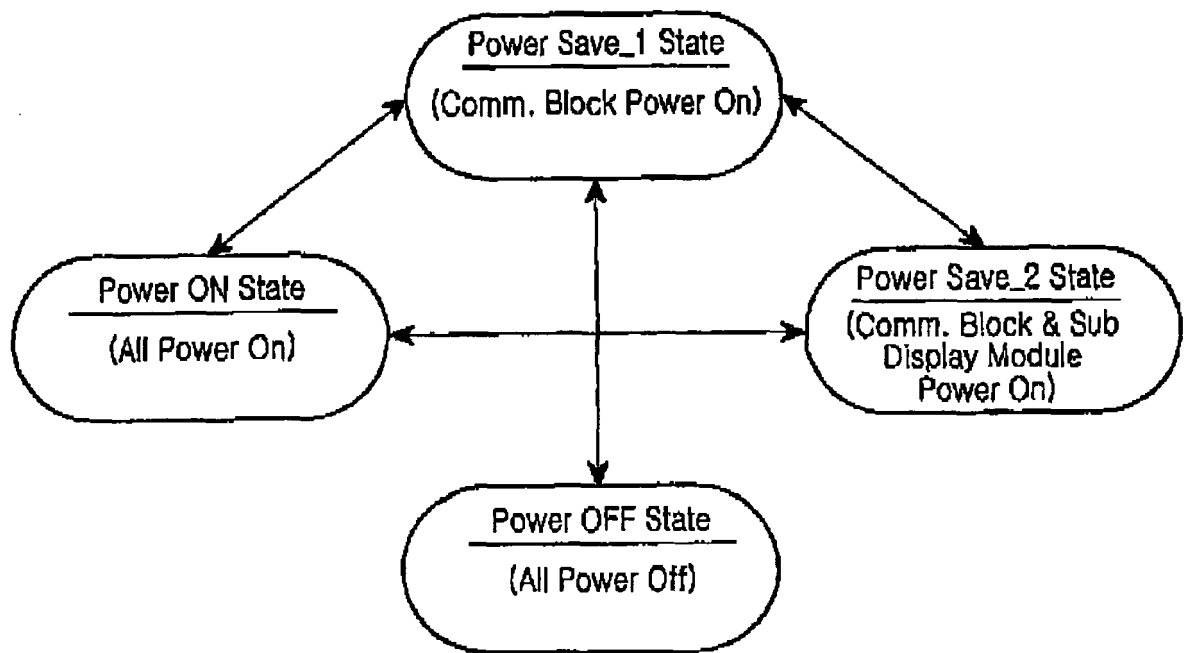 Power Save_1 State
(Comm. Block Power On)
Power ON State
(All Power On)
Power Save_2 State
(Comm. Block & Sub
Display Module
Power On)
Power OFF State
(All Power Off)